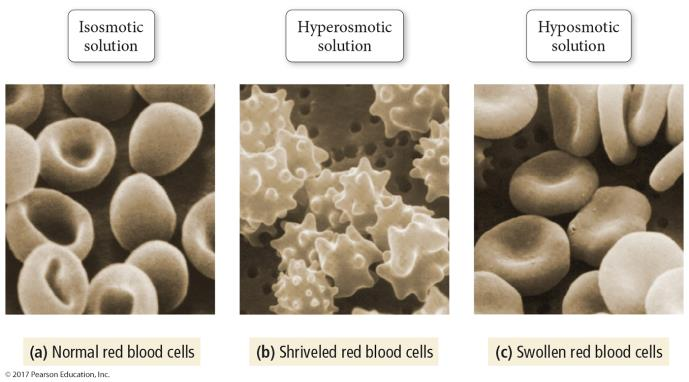 Isosmotic
solution
Hyperosmotic
solution
Hyposmotic
solution
(a) Normal red blood cells
(b) Shriveled red blood cells
(c) Swollen red blood cells
© 2017 Pearson Education, Inc.